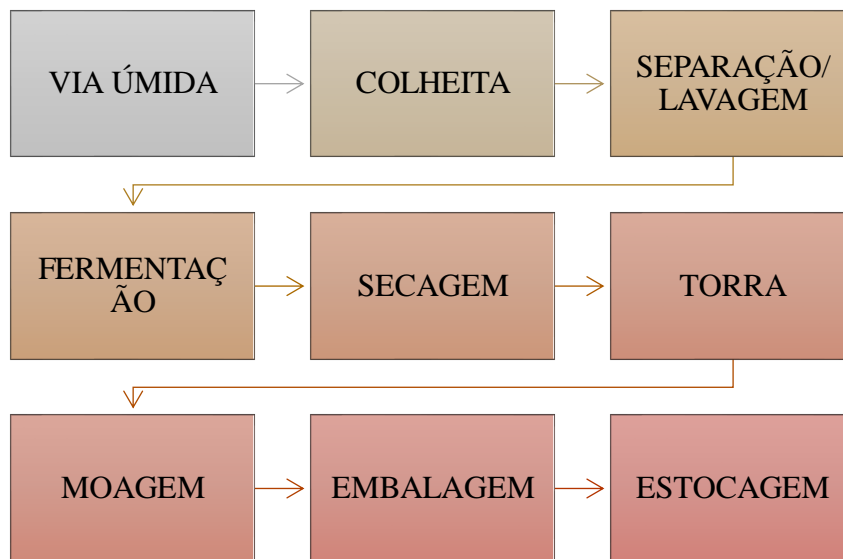 VIA ÚMIDA
COLHEITA
SEPARAÇÃO/
LAVAGEM
FERMENTAÇ
ÃO
SECAGEM
TORRA
MOAGEM
EMBALAGEM
ESTOCAGEM